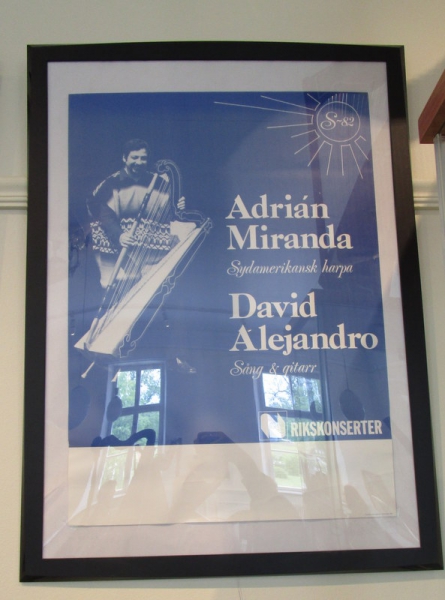 S-82
Adrián
Miranda
Sydamerikansk harpa
David
Alejandro
Sång & gitarr
RIKSKONSERTER